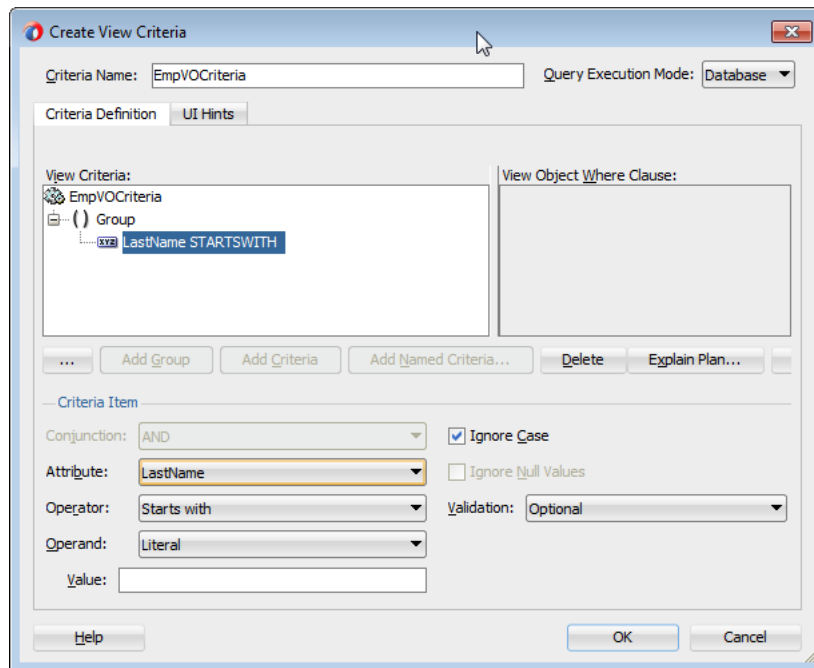 Create View Criteria
Criteria Name: EmpVOCriteria Query Execution Mode: Database
Criteria Definition UI Hints
View Criteria: View Object Where Clause:
EmpVOCriteria
( ) Group
xyz LastName STARTSWITH
... Add Group Add Criteria Add Named Criteria... Delete Explain Plan...
Criteria Item
Conjunction: AND Ignore Case
Attribute: LastName Ignore Null Values
Operator: Starts with Validation: Optional
Operand: Literal
Value:
Help OK Cancel